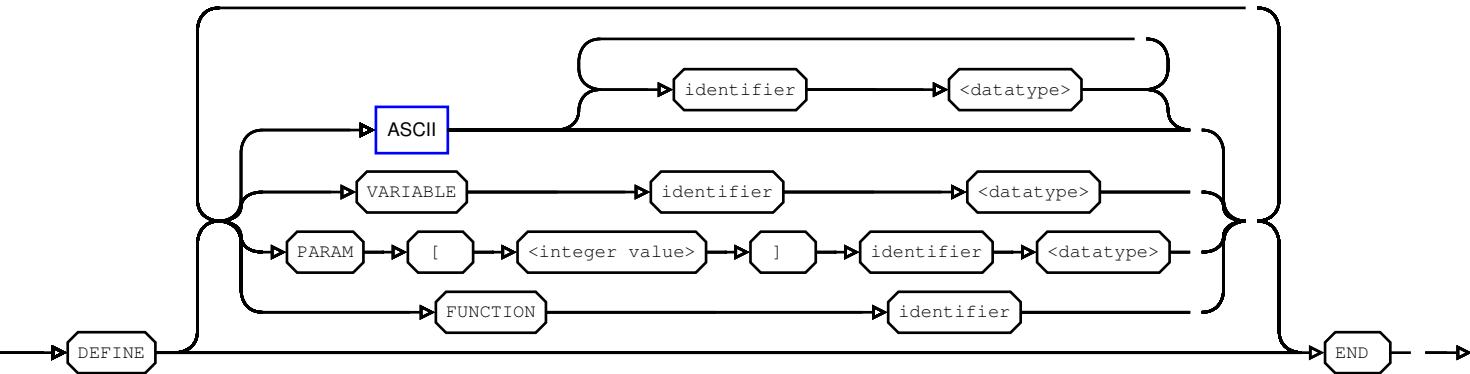 identifier <datatype>
ASCII
VARIABLE identifier <datatype>
PARAM [ <integer value> ] identifier <datatype>
FUNCTION identifier
DEFINE END